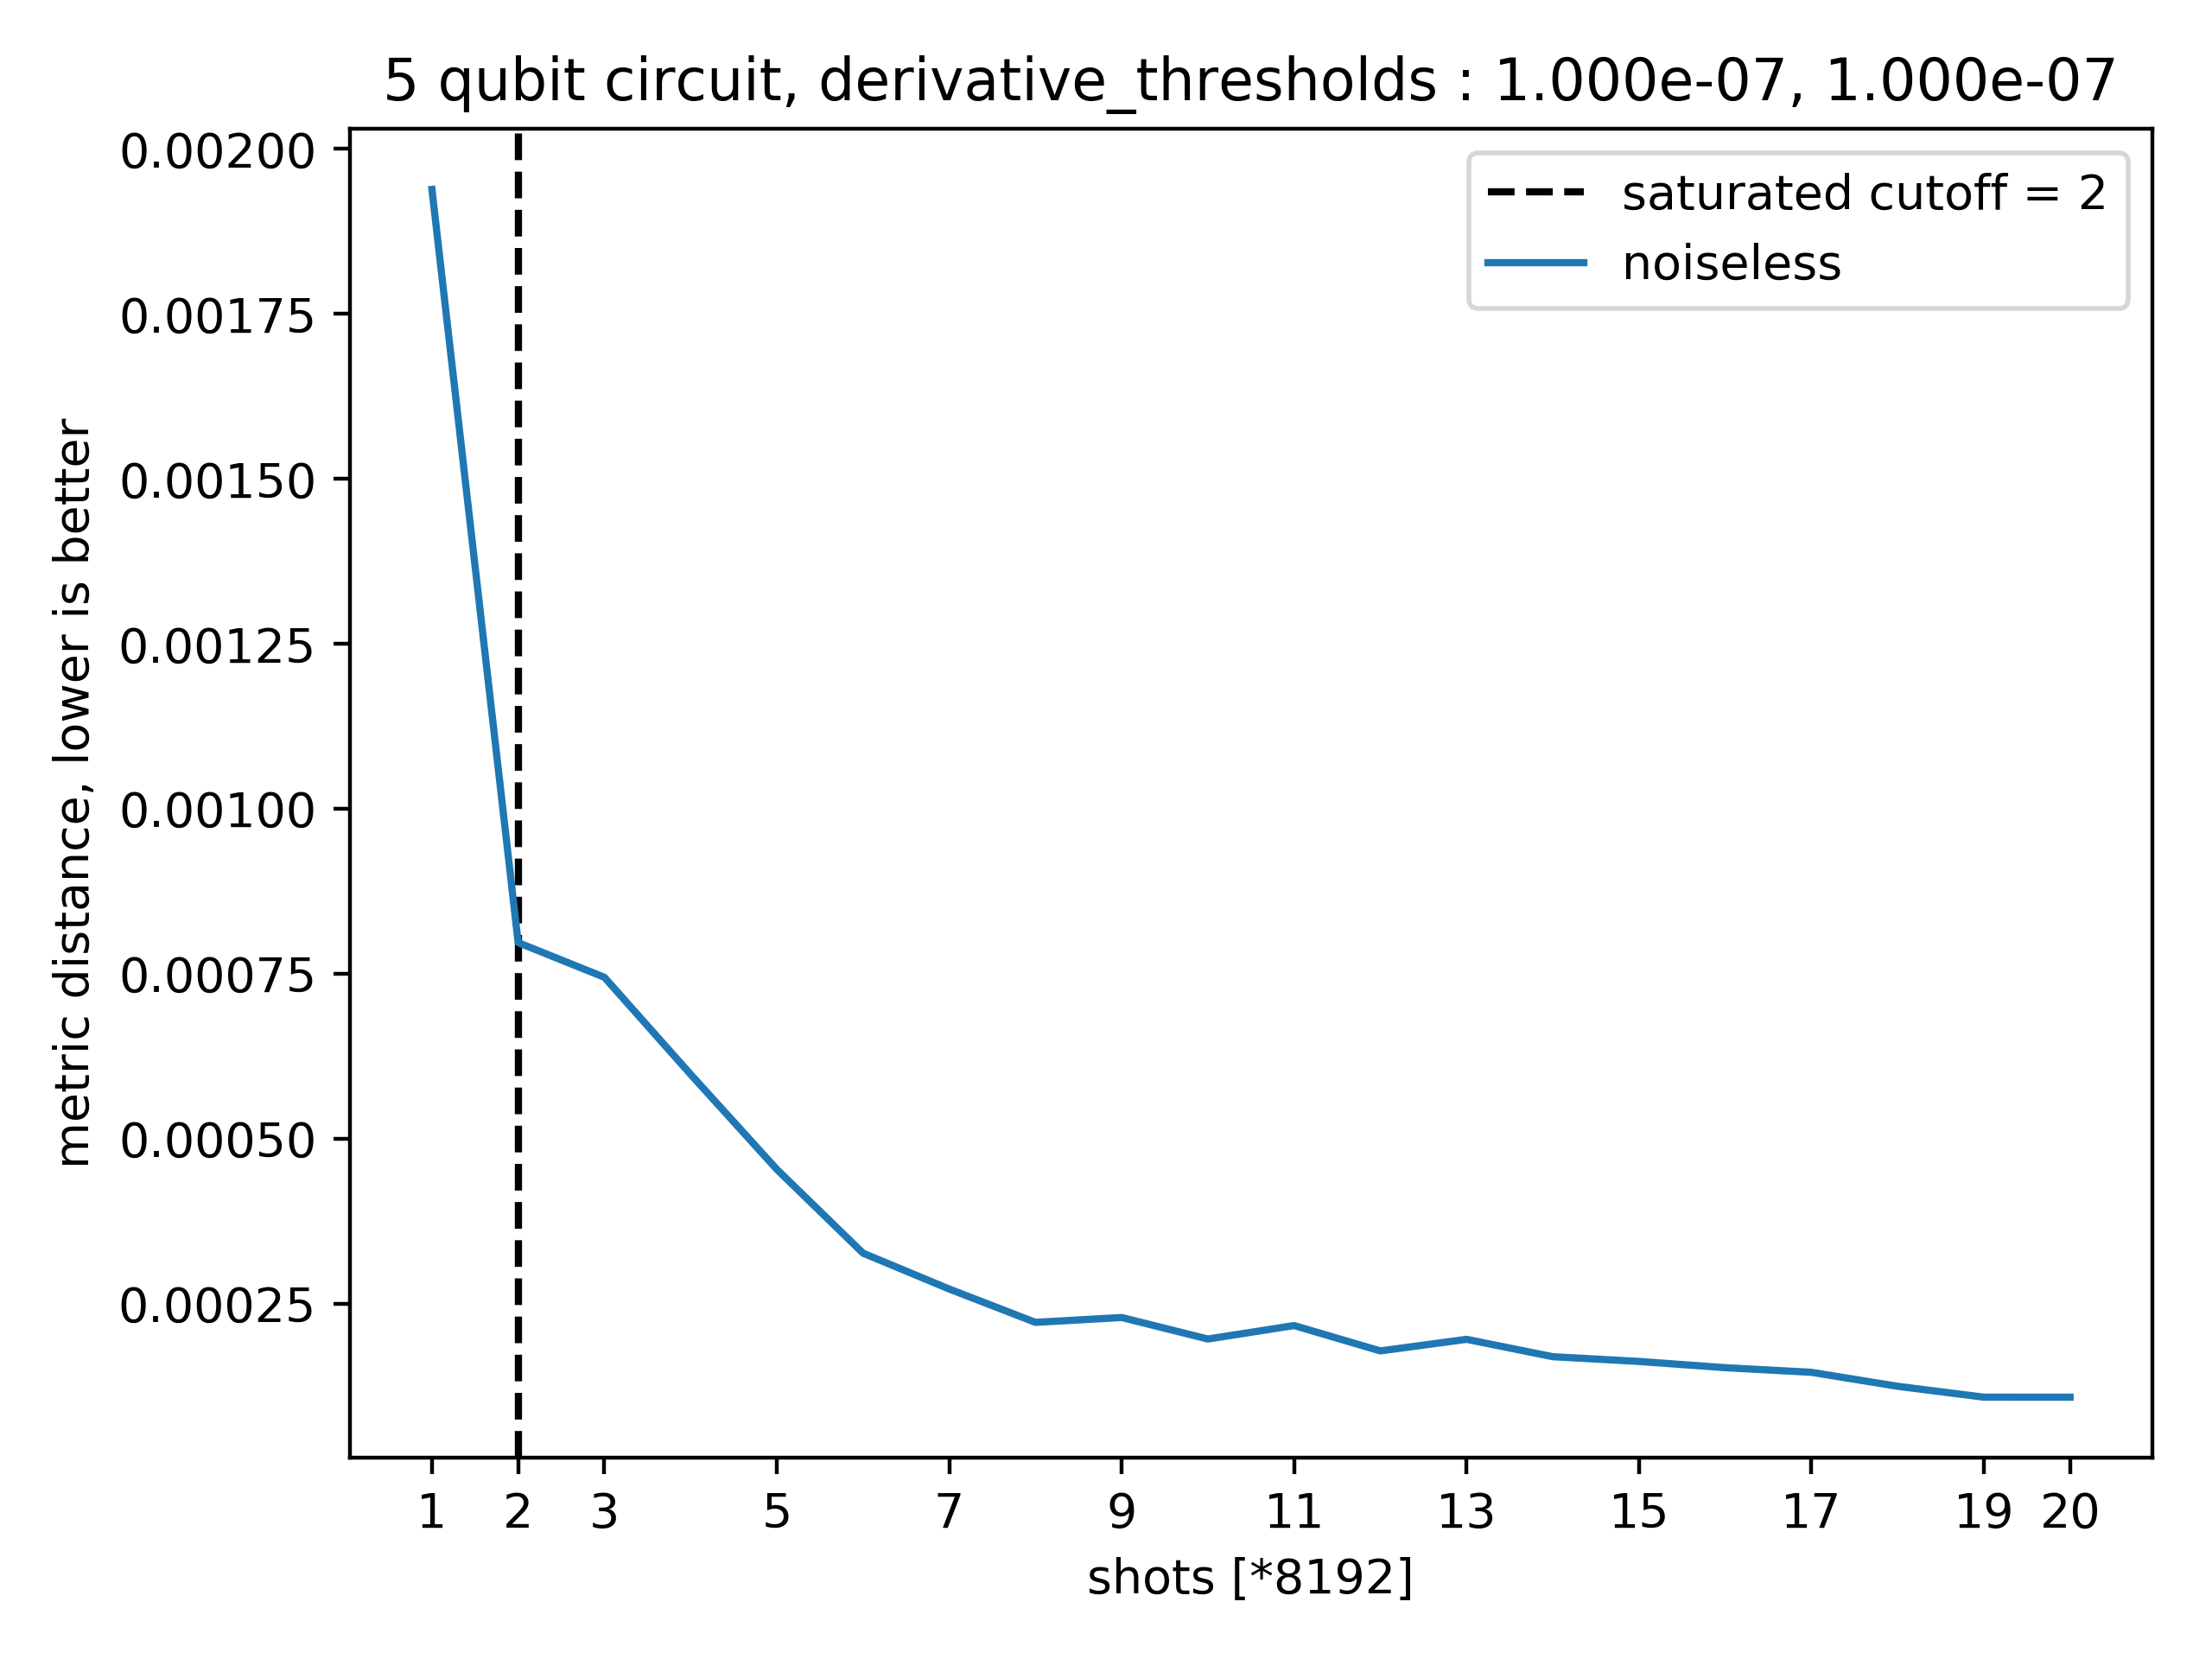 5 qubit circuit, derivative_thresholds : 1.000e-07, 1.000e-07
saturated cutoff = 2
noiseless
metric distance, lower is better
0.00200
0.00175
0.00150
0.00125
0.00100
0.00075
0.00050
0.00025
1 2 3 5 7 9 11 13 15 17 19 20
shots [*8192]